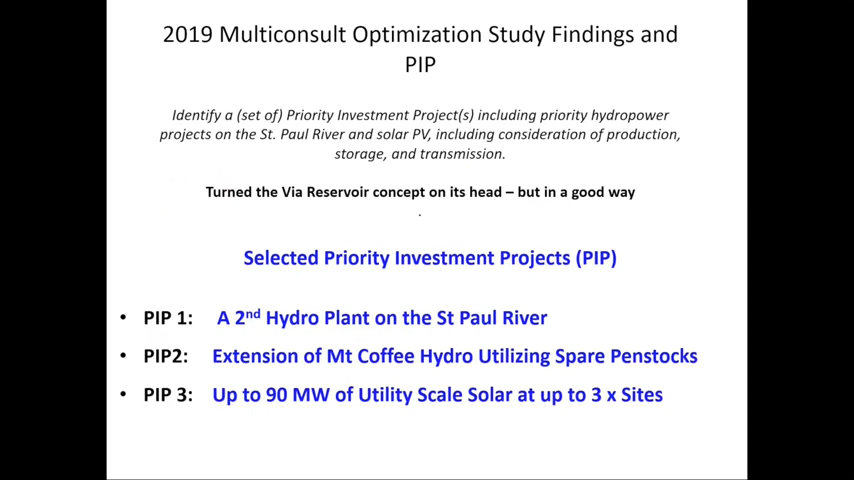 2019 Multiconsult Optimization Study Findings and
PIP
Identify a (set of) Priority Investment Project(s) including priority hydropower
projects on the St. Paul River and solar PV, including consideration of production,
storage, and transmission.
Turned the Via Reservoir concept on its head – but in a good way
.
Selected Priority Investment Projects (PIP)
• PIP 1: A 2nd Hydro Plant on the St Paul River
• PIP2: Extension of Mt Coffee Hydro Utilizing Spare Penstocks
• PIP 3: Up to 90 MW of Utility Scale Solar at up to 3 x Sites